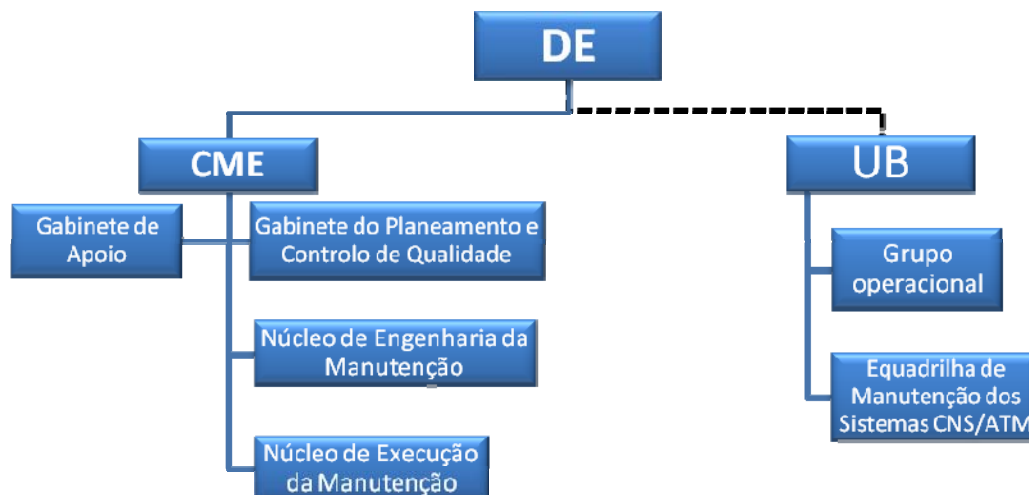 DE
CME
UB
Gabinete de
Apoio
Gabinete do Planeamento e
Controlo de Qualidade
Grupo
operacional
Núcleo de Engenharia da
Manutenção
Equadrilha de
Manutenção dos
Sistemas CNS/ATM
Núcleo de Execução
da Manutenção